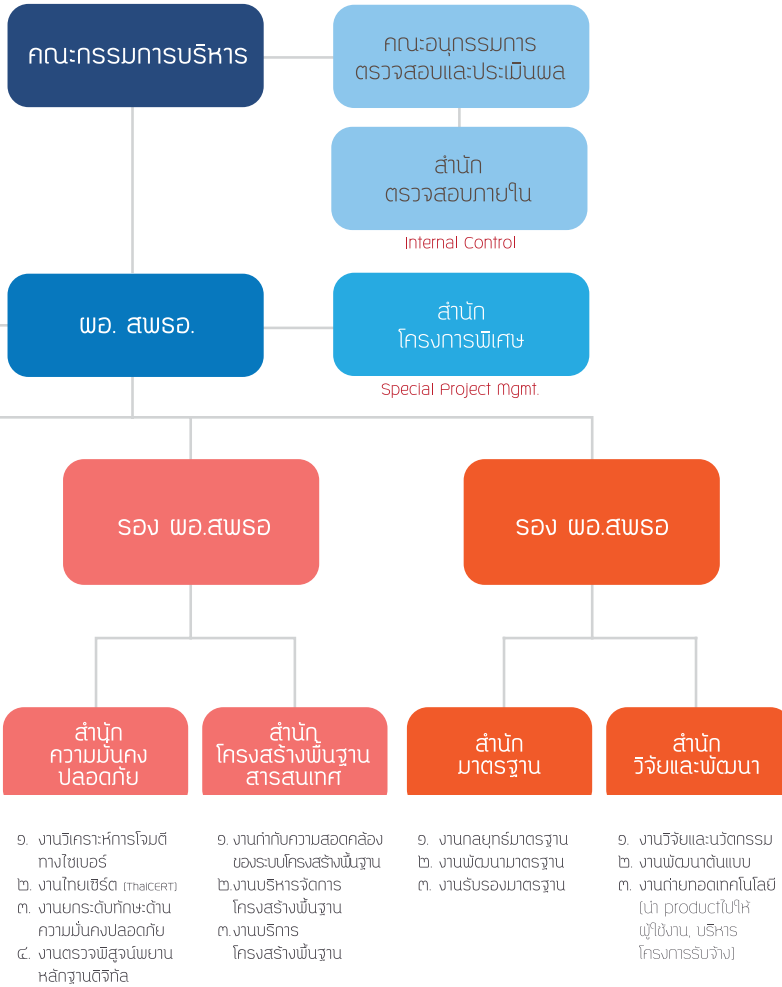 คณะกรรมการบริหาร
คณะอนุกรรมการ
ตรวจสอบและประเมินผล
สำนัก
ตรวจสอบภายใน
Internal Control
ผอ. สพธอ.
สำนัก
โครงการพิเศษ
Special Project Mgmt.
รอง ผอ.สพธอ
รอง ผอ.สพธอ
สำนัก
ความมั่นคง
ปลอดภัย
สำนัก
โครงสร้างพื้นฐาน
สารสนเทศ
สำนัก
มาตรฐาน
สำนัก
วิจัยและพัฒนา
๑. งานวิเคราะห์การโจมตี
ทางไซเบอร์
๒. งานไทยเซิร์ต (ThaiCERT)
๓. งานยกระดับทักษะด้าน
ความมั่นคงปลอดภัย
๔. งานตรวจพิสูจน์พยาน
หลักฐานดิจิทัล
๑. งานกำกับความสอดคล้อง
ของระบบโครงสร้างพื้นฐาน
๒.งานบริหารจัดการ
โครงสร้างพื้นฐาน
๓.งานบริการ
โครงสร้างพื้นฐาน
๑. งานกลยุทธ์มาตรฐาน
๒. งานพัฒนามาตรฐาน
๓. งานรับรองมาตรฐาน
๑. งานวิจัยและนวัตกรรม
๒. งานพัฒนาต้นแบบ
๓. งานถ่ายทอดเทคโนโลยี
(นำ productไปให้
ผู้ใช้งาน, บริหาร
โครงการรับจ้าง)